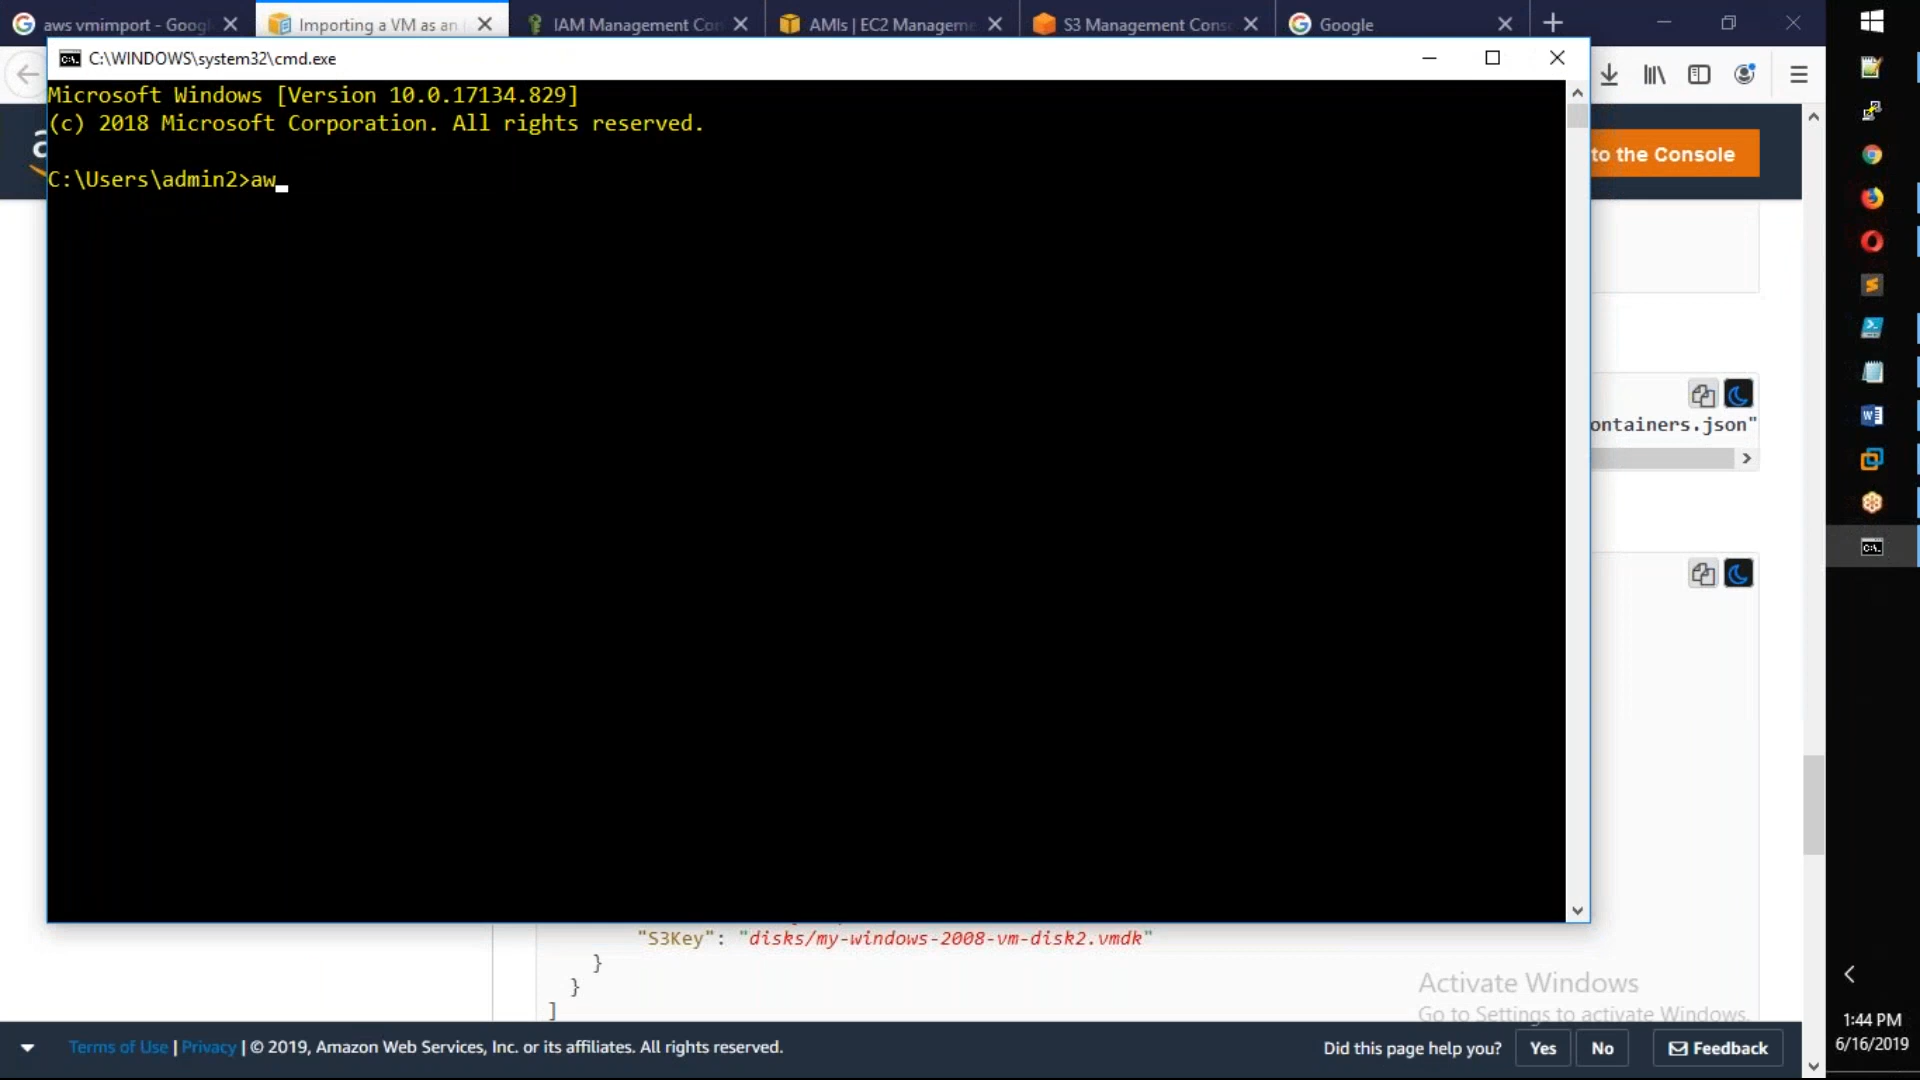 aws vmimport - Goog
Importing a VM as an
IAM Management Con
AMIs | EC2 Manageme
S3 Management Cons
Google
C:\WINDOWS\system32\cmd.exe
Microsoft Windows [Version 10.0.17134.829]
(c) 2018 Microsoft Corporation. All rights reserved.
C:\Users\admin2>aw_
to the Console
ontainers.json"
"S3Key": "disks/my-windows-2008-vm-disk2.vmdk"
}
}
]
Activate Windows
Go to Settings to activate Windows.
Terms of Use | Privacy | © 2019, Amazon Web Services, Inc. or its affiliates. All rights reserved.
Did this page help you?
Yes
No
Feedback
1:44 PM
6/16/2019